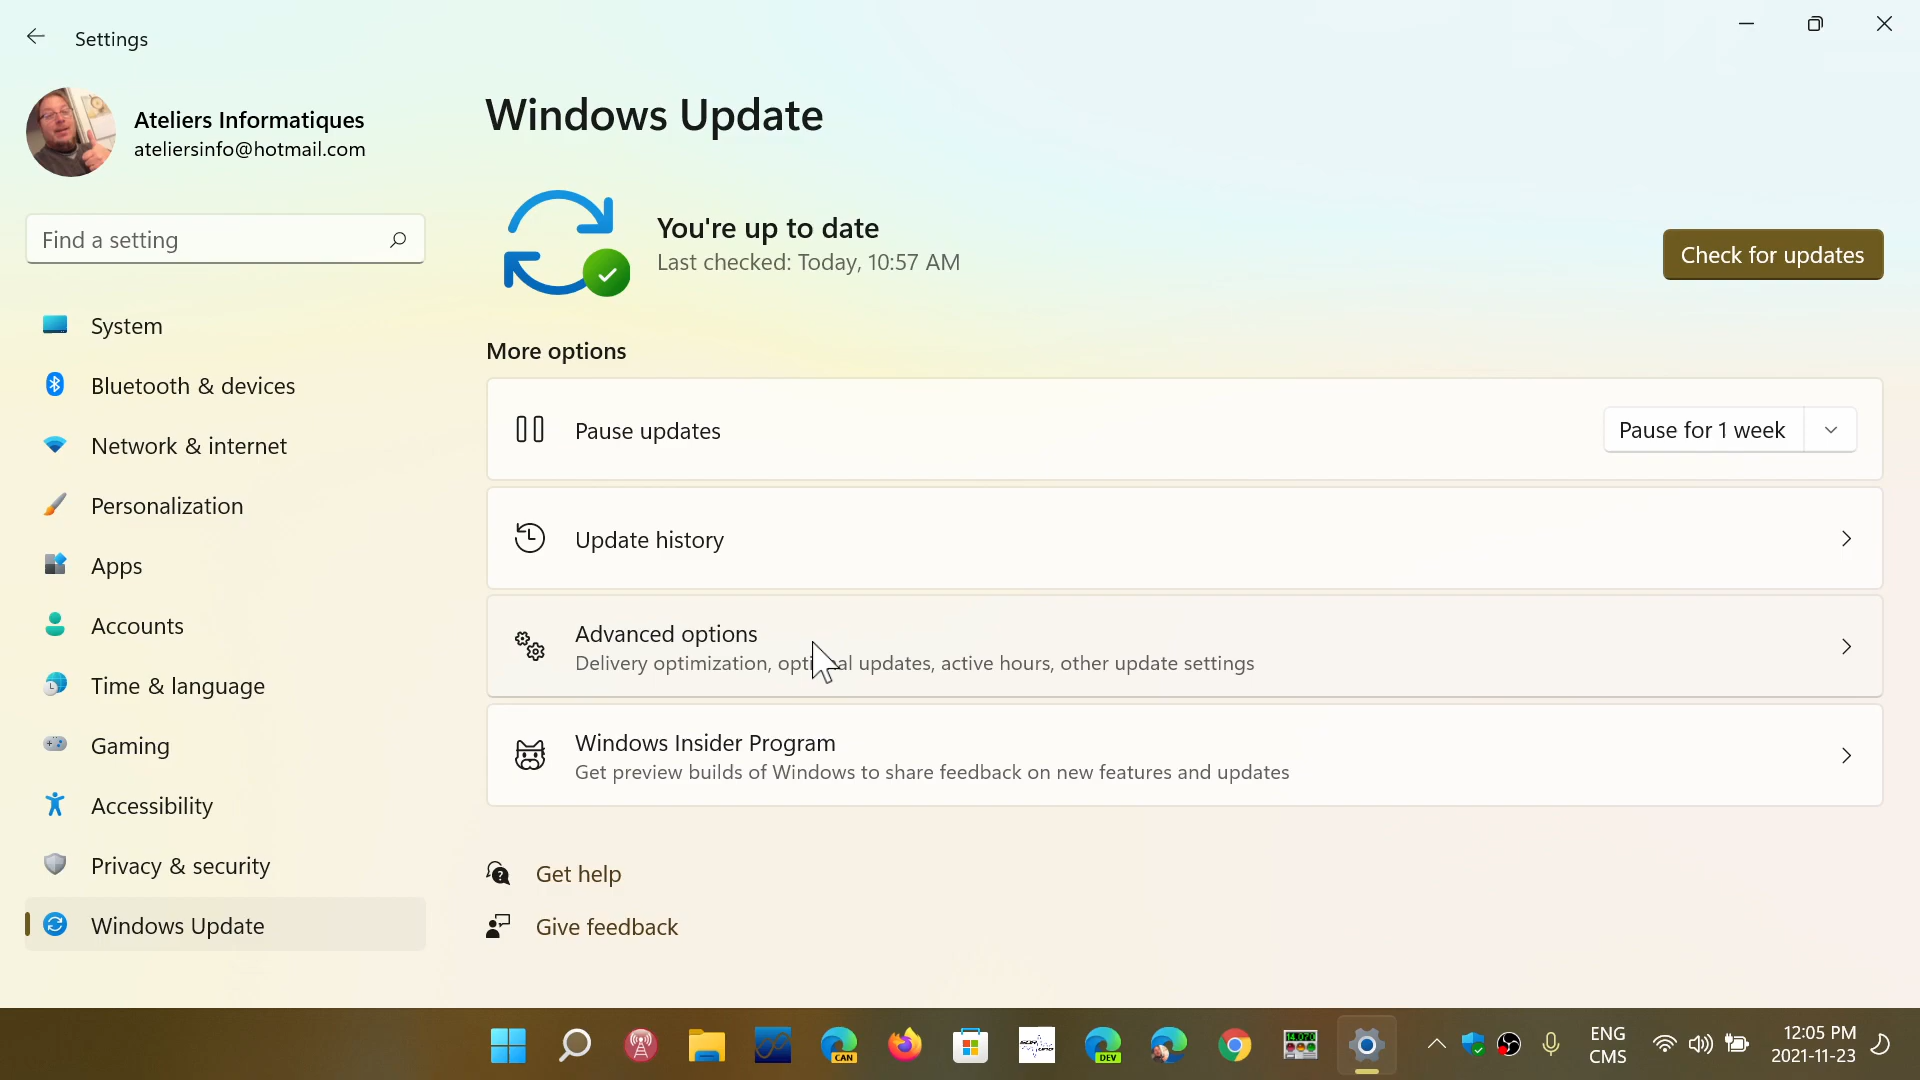 Settings
Ateliers Informatiques
ateliersinfo@hotmail.com
Find a setting
System
Bluetooth & devices
Network & internet
Personalization
Apps
Accounts
Time & language
Gaming
Accessibility
Privacy & security
Windows Update
Windows Update
You're up to date
Last checked: Today, 10:57 AM
Check for updates
More options
Pause updates
Pause for 1 week
Update history
Advanced options
Delivery optimization, optional updates, active hours, other update settings
Windows Insider Program
Get preview builds of Windows to share feedback on new features and updates
Get help
Give feedback
CAN
DEV
ENG
CMS
12:05 PM
2021-11-23